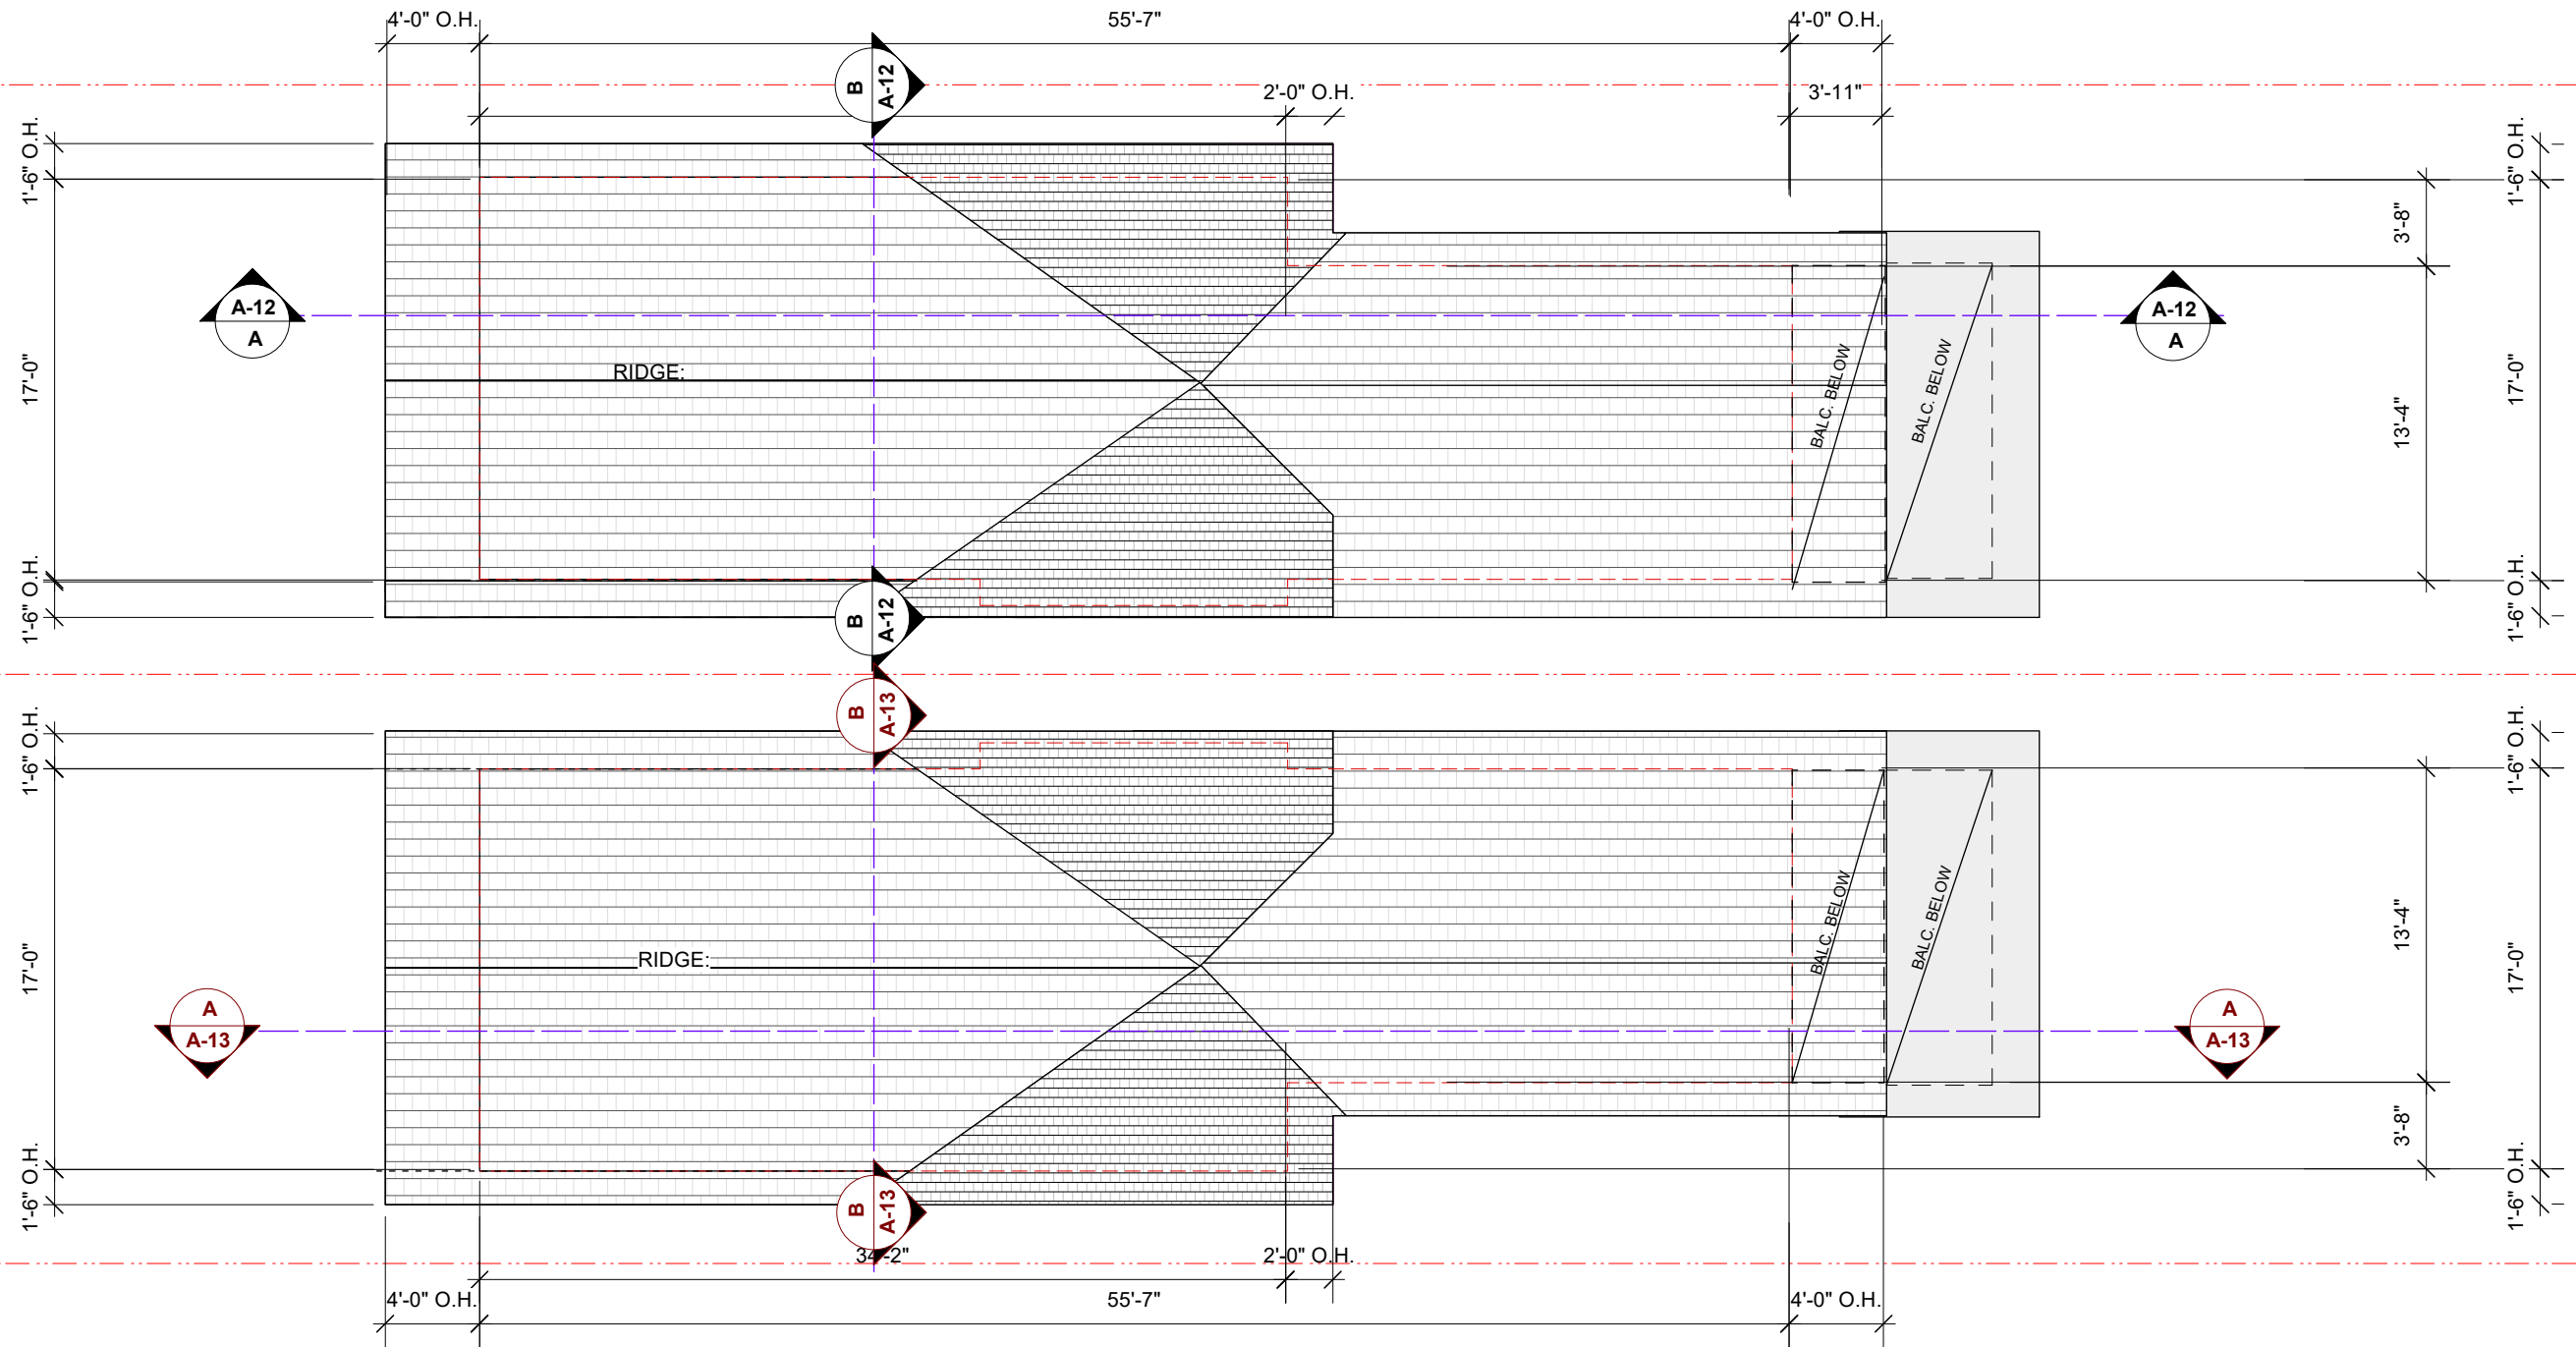 4'-0" O.H.
55'-7"
4'-0" O.H.
B
A-12
2'-0" O.H.
3'-11"
1'-6" O.H.
1'-6" O.H.
3'-8"
A-12
A
A-12
A
17'-0"
RIDGE:
BALC. BELOW
BALC. BELOW
13'-4"
17'-0"
1'-6" O.H.
B
A-12
1'-6" O.H.
1'-6" O.H.
B
A-13
1'-6" O.H.
17'-0"
RIDGE:
BALC. BELOW
BALC. BELOW
13'-4"
17'-0"
A
A-13
A
A-13
3'-8"
1'-6" O.H.
B
A-13
1'-6" O.H.
34'-2"
2'-0" O.H.
4'-0" O.H.
55'-7"
4'-0" O.H.